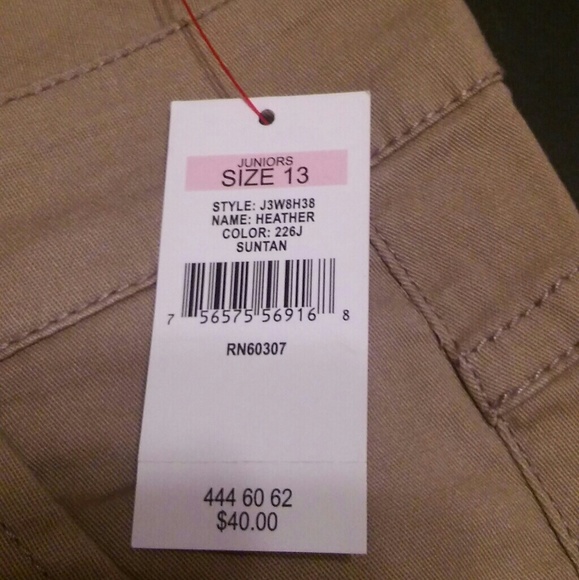 JUNIORS
SIZE 13
STYLE: J3W8H38
NAME: HEATHER
COLOR: 226J
SUNTAN
7 56575 56916 8
RN60307
444 60 62
$40.00